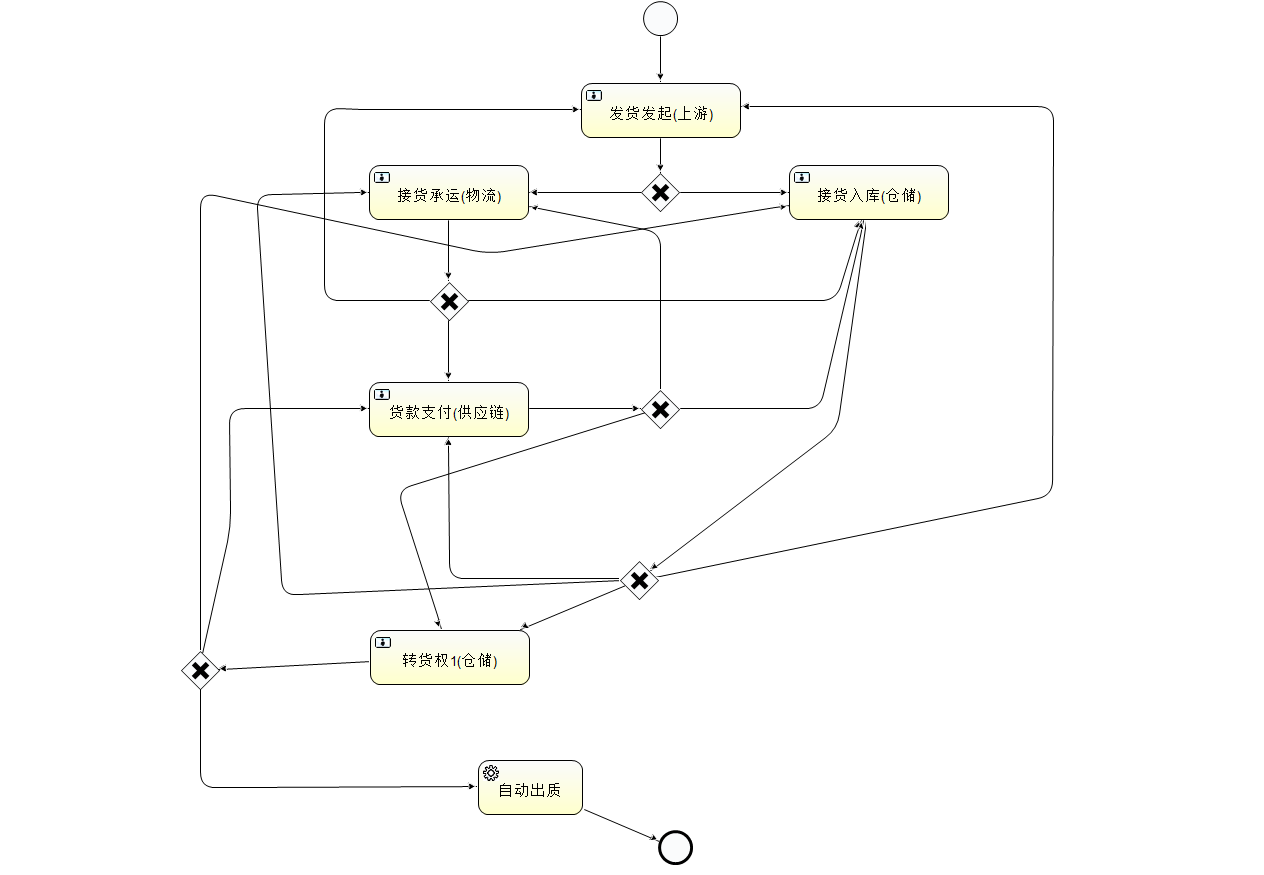 发货发起(上游)
接货承运(物流)
接货入库(仓储)
货款支付(供应链)
转货权1(仓储)
自动出质